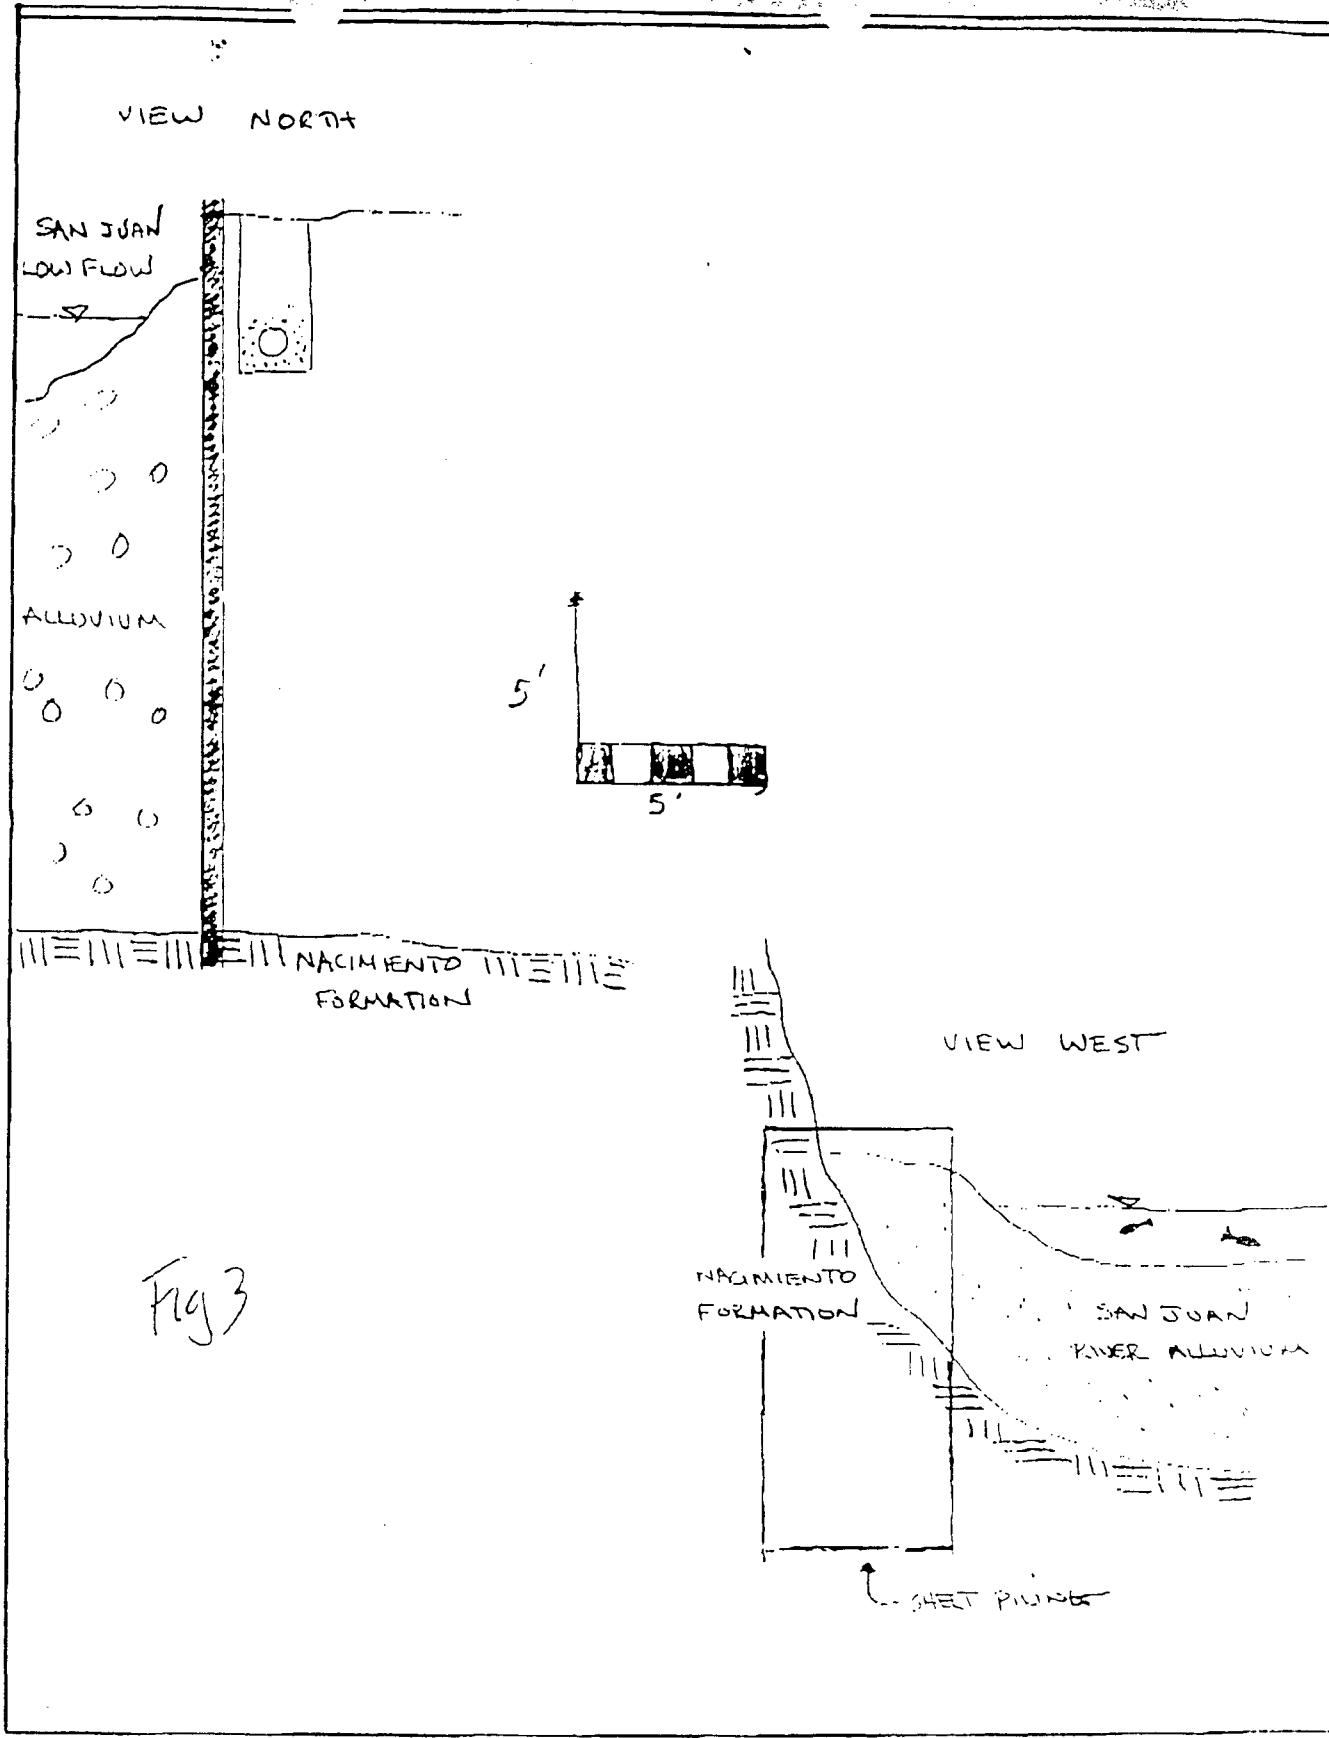 VIEW NORTH
SAN JUAN
LOW FLOW
ALLUVIUM
5'
5'
NACIMIENTO
FORMATION
VIEW WEST
NACIMIENTO
FORMATION
SAN JUAN
RIVER ALLUVIUM
Fig 3
SHEET PILING